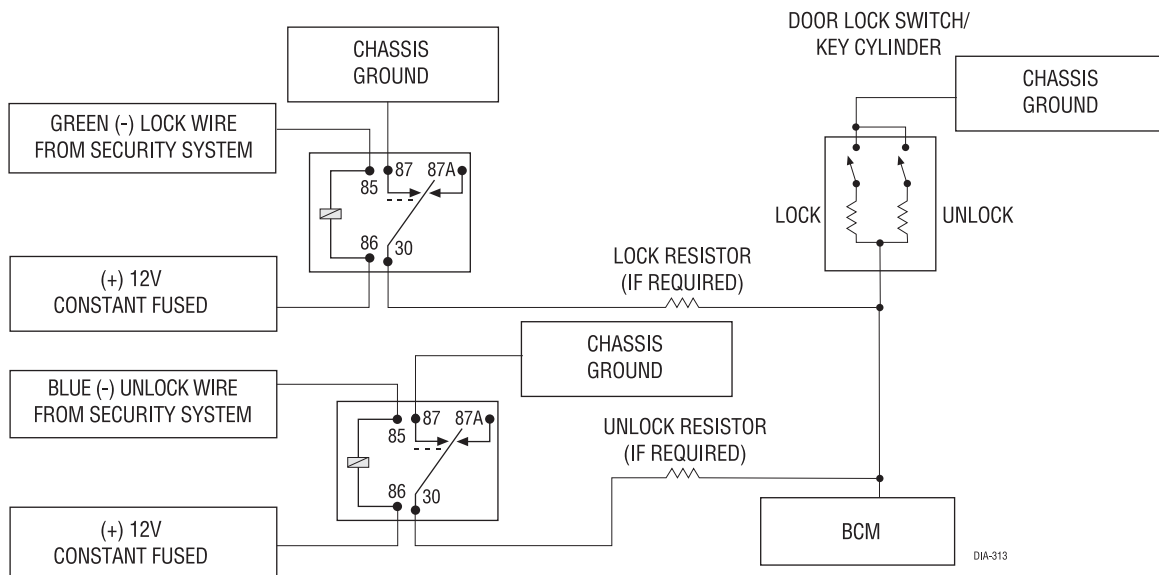 DOOR LOCK SWITCH/
KEY CYLINDER
CHASSIS
GROUND
CHASSIS
GROUND
GREEN (-) LOCK WIRE
FROM SECURITY SYSTEM
85
87
87A
86
30
(+) 12V
CONSTANT FUSED
LOCK
UNLOCK
LOCK RESISTOR
(IF REQUIRED)
CHASSIS
GROUND
BLUE (-) UNLOCK WIRE
FROM SECURITY SYSTEM
85
87
87A
86
30
UNLOCK RESISTOR
(IF REQUIRED)
(+) 12V
CONSTANT FUSED
BCM
DIA-313